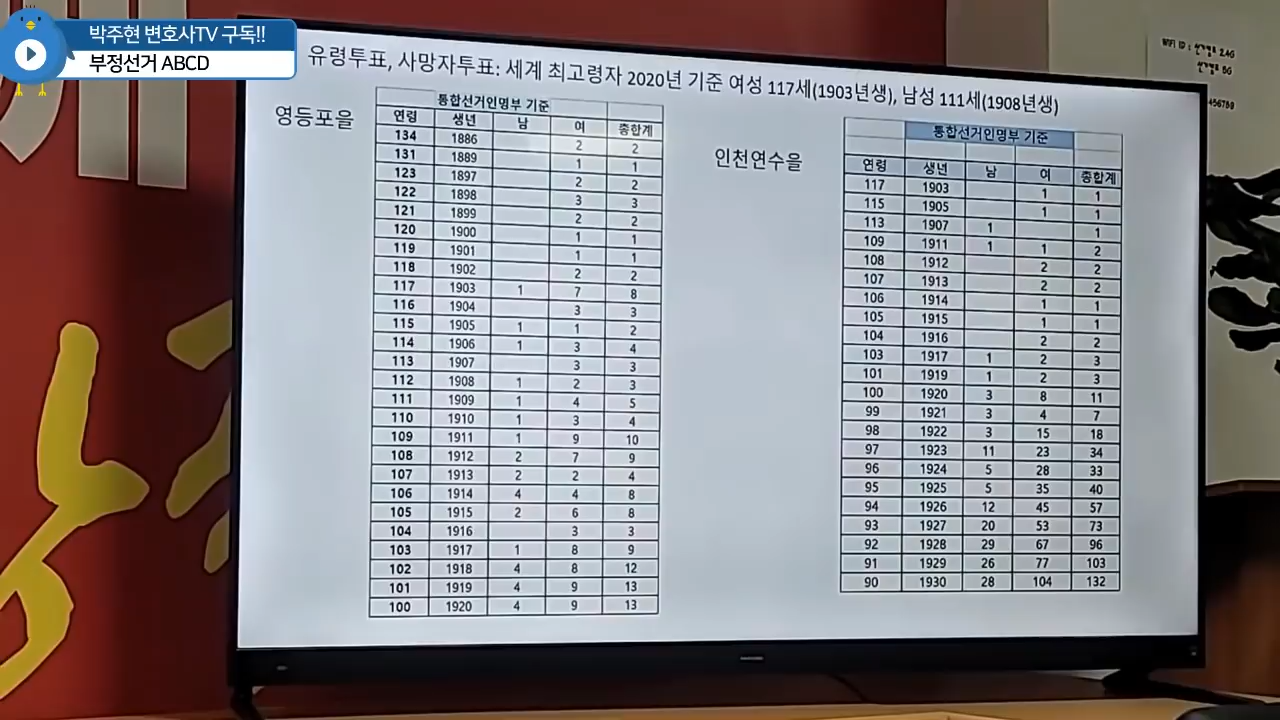 박주현 변호사TV 구독!!
부정선거 ABCD
WIFI ID : 선거캠프 2.4G
선거캠프 5G
456789
유령투표, 사망자투표: 세계 최고령자 2020년 기준 여성 117세(1903년생), 남성 111세(1908년생)
영등포을
통합선거인명부 기준
연령 생년 남 여 종합계
134 1886 2 2
131 1889 1 1
123 1897 2 2
122 1898 3 3
121 1899 2 2
120 1900 1 1
119 1901 1 1
118 1902 2 2
117 1903 1 7 8
116 1904 3 3
115 1905 1 1 2
114 1906 1 3 4
113 1907 3 3
112 1908 1 2 3
111 1909 1 4 5
110 1910 1 3 4
109 1911 1 9 10
108 1912 2 7 9
107 1913 2 2 4
106 1914 4 4 8
105 1915 2 6 8
104 1916 3 3
103 1917 1 8 9
102 1918 4 8 12
101 1919 4 9 13
100 1920 4 9 13
인천연수을
통합선거인명부 기준
연령 생년 남 여 종합계
117 1903 1 1
115 1905 1 1
113 1907 1 1
109 1911 1 1 2
108 1912 2 2
107 1913 2 2
106 1914 1 1
105 1915 1 1
104 1916 2 2
103 1917 1 2 3
101 1919 1 2 3
100 1920 3 8 11
99 1921 3 4 7
98 1922 3 15 18
97 1923 11 23 34
96 1924 5 28 33
95 1925 5 35 40
94 1926 12 45 57
93 1927 20 53 73
92 1928 29 67 96
91 1929 26 77 103
90 1930 28 104 132